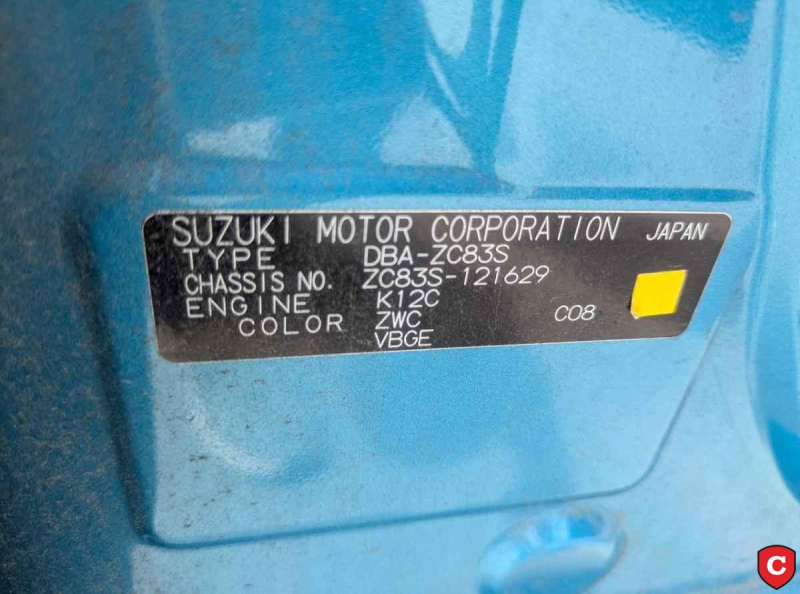 SUZUKI MOTOR CORPORATION JAPAN
TYPE DBA-ZC83S
CHASSIS NO. ZC83S-121629
ENGINE K12C
COLOR ZWC C08
VBGE
C